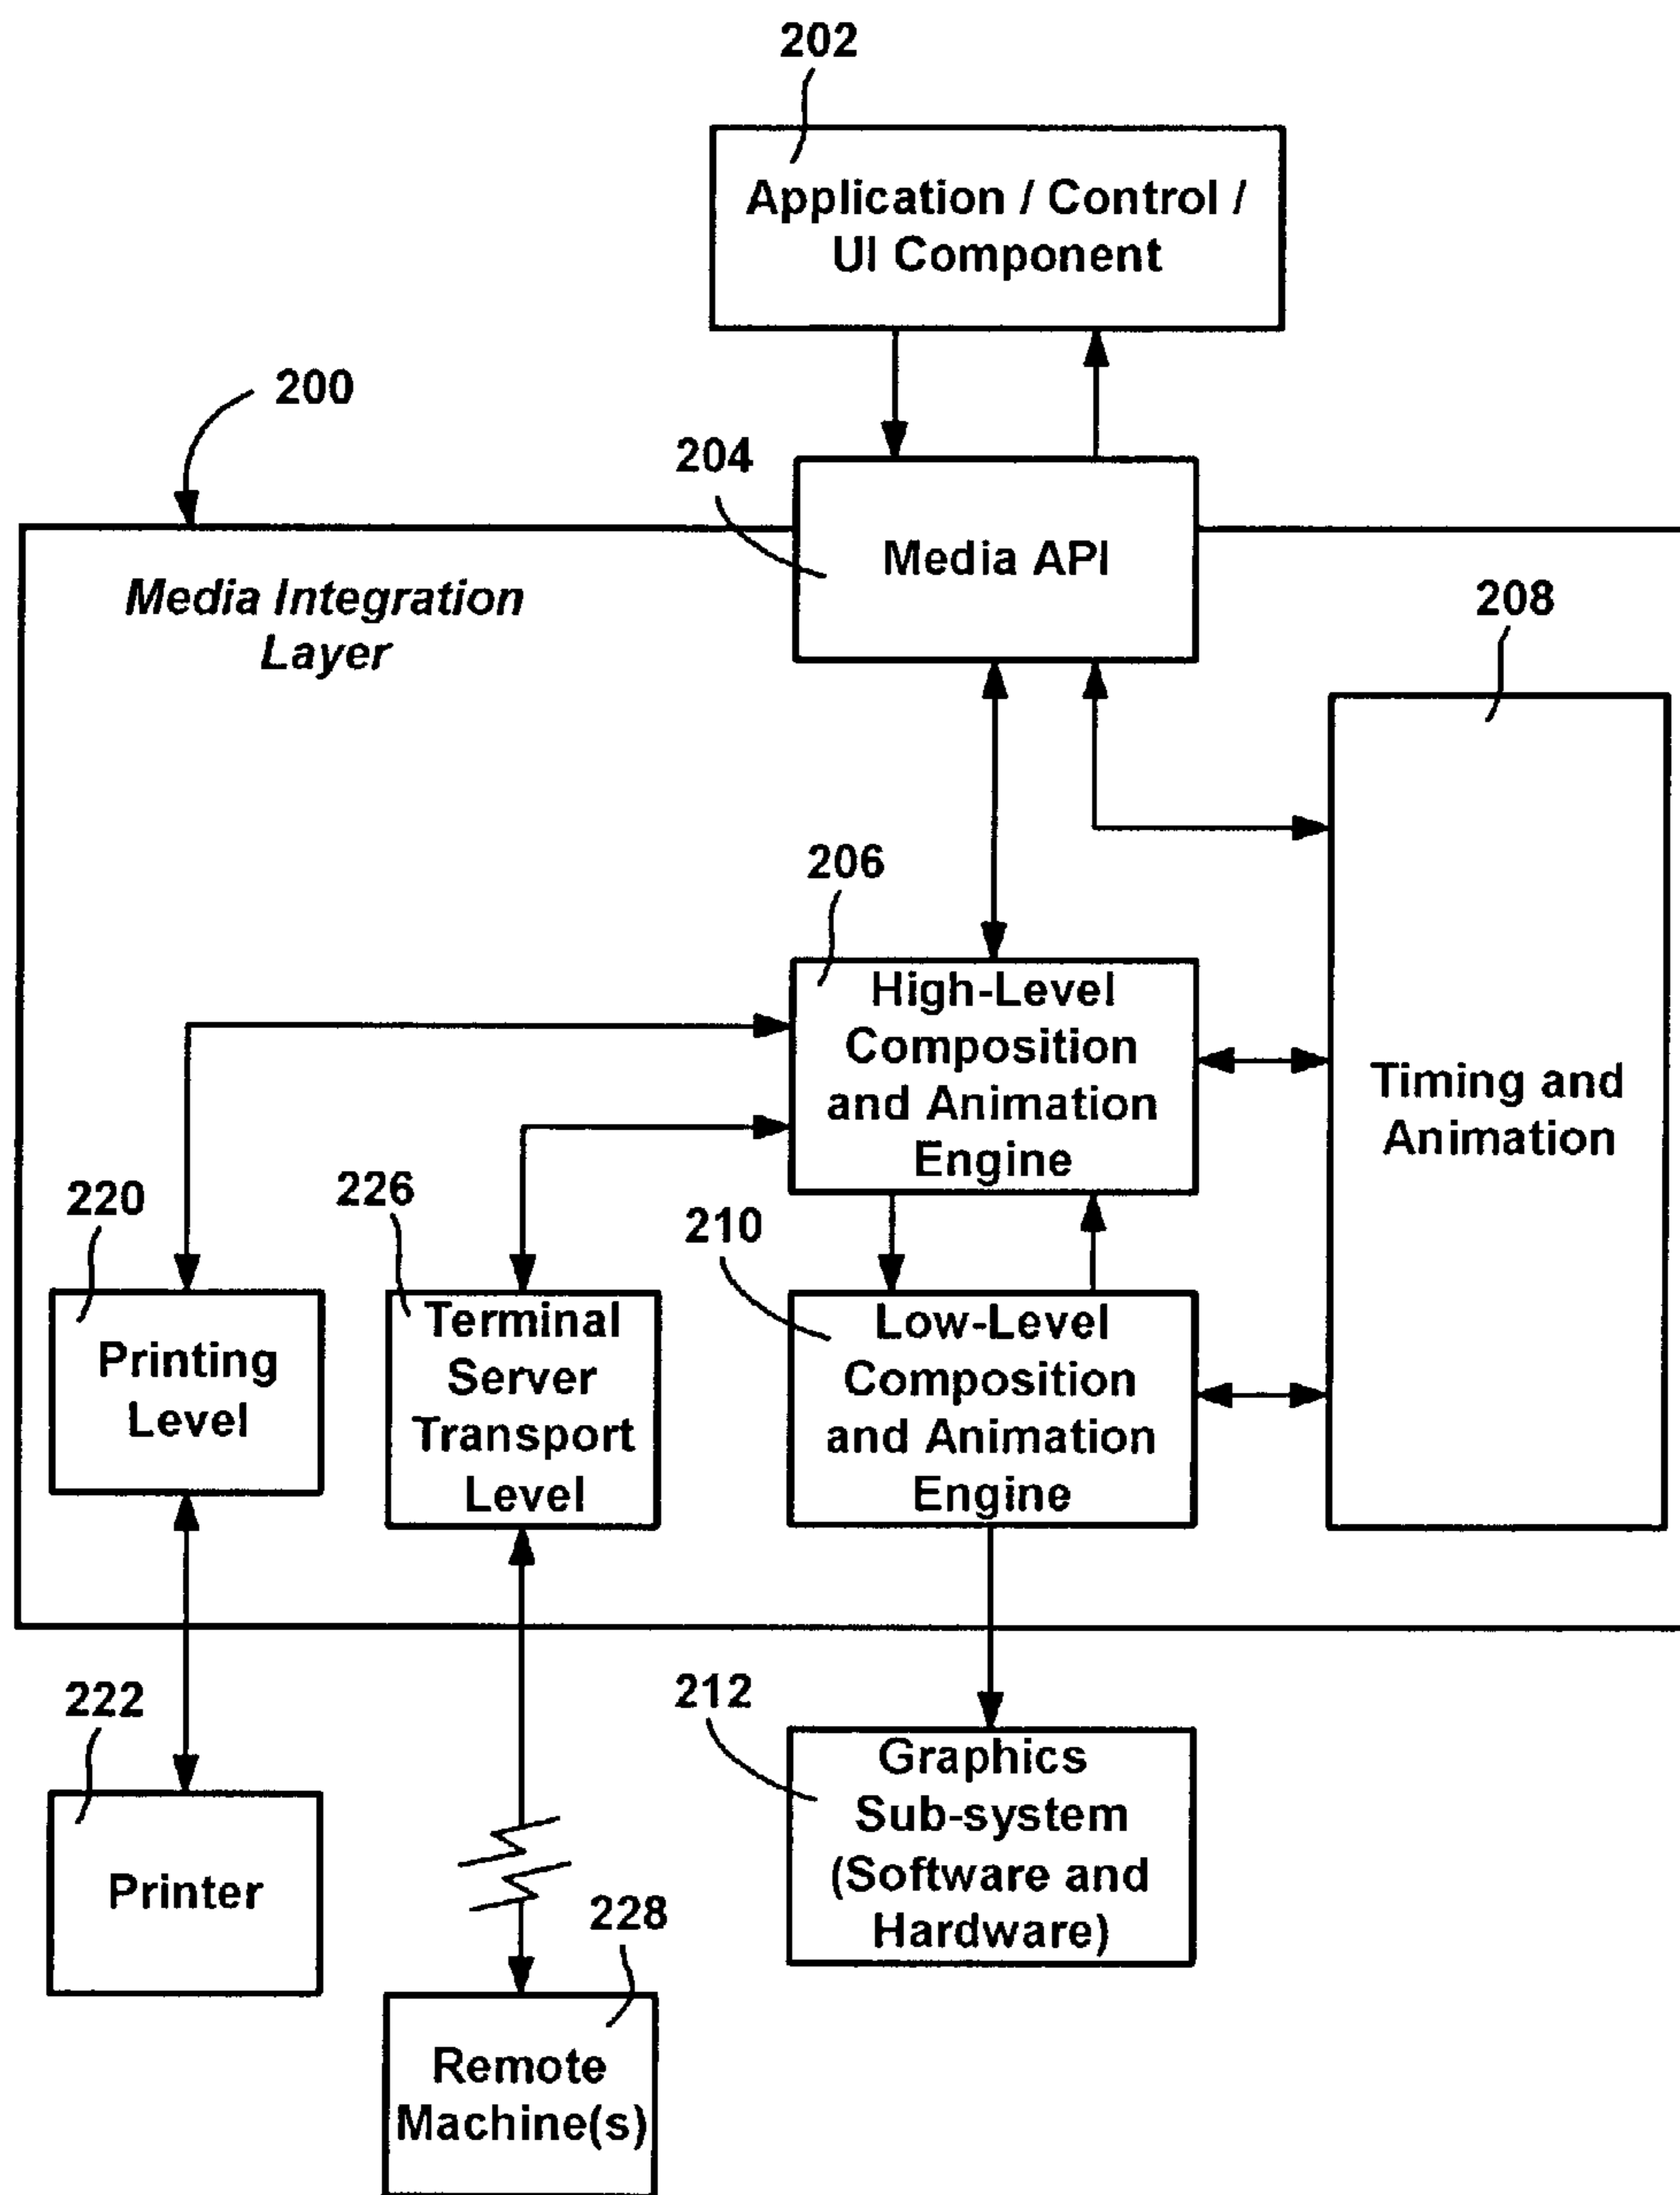 202
Application / Control /
UI Component
200
204
Media API
Media Integration
Layer
208
206
High-Level
Composition
and Animation
Engine
Timing and
Animation
220
226
210
Printing
Level
Terminal
Server
Transport
Level
Low-Level
Composition
and Animation
Engine
222
212
Printer
Graphics
Sub-system
(Software and
Hardware)
228
Remote
Machine(s)